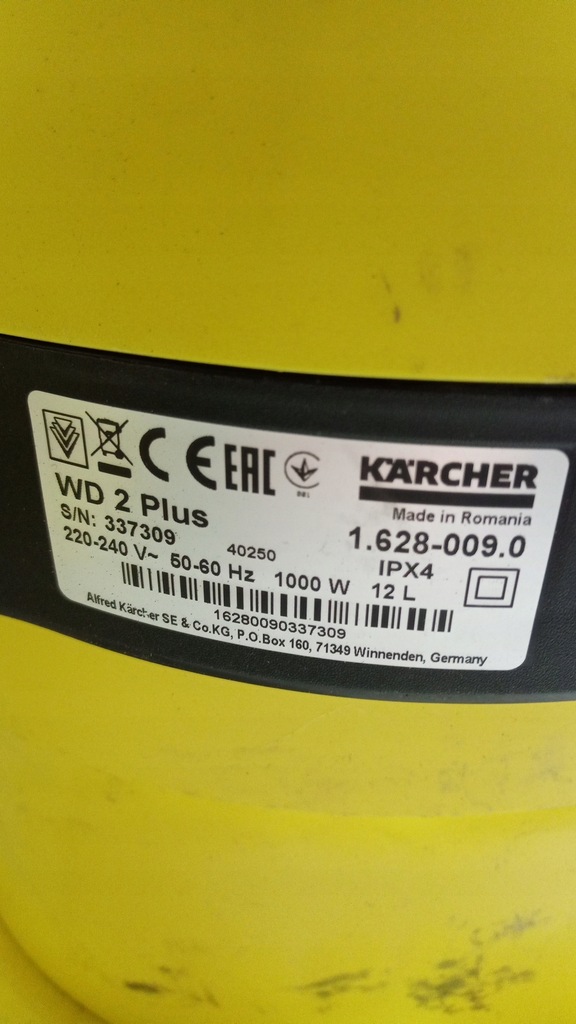 CE EAC
KÄRCHER
WD 2 Plus
Made in Romania
S/N: 337309
1.628-009.0
40250
IPX4
220-240 V~ 50-60 Hz 1000 W 12 L
16280090337309
Alfred Kärcher SE & Co.KG, P.O.Box 160, 71349 Winnenden, Germany